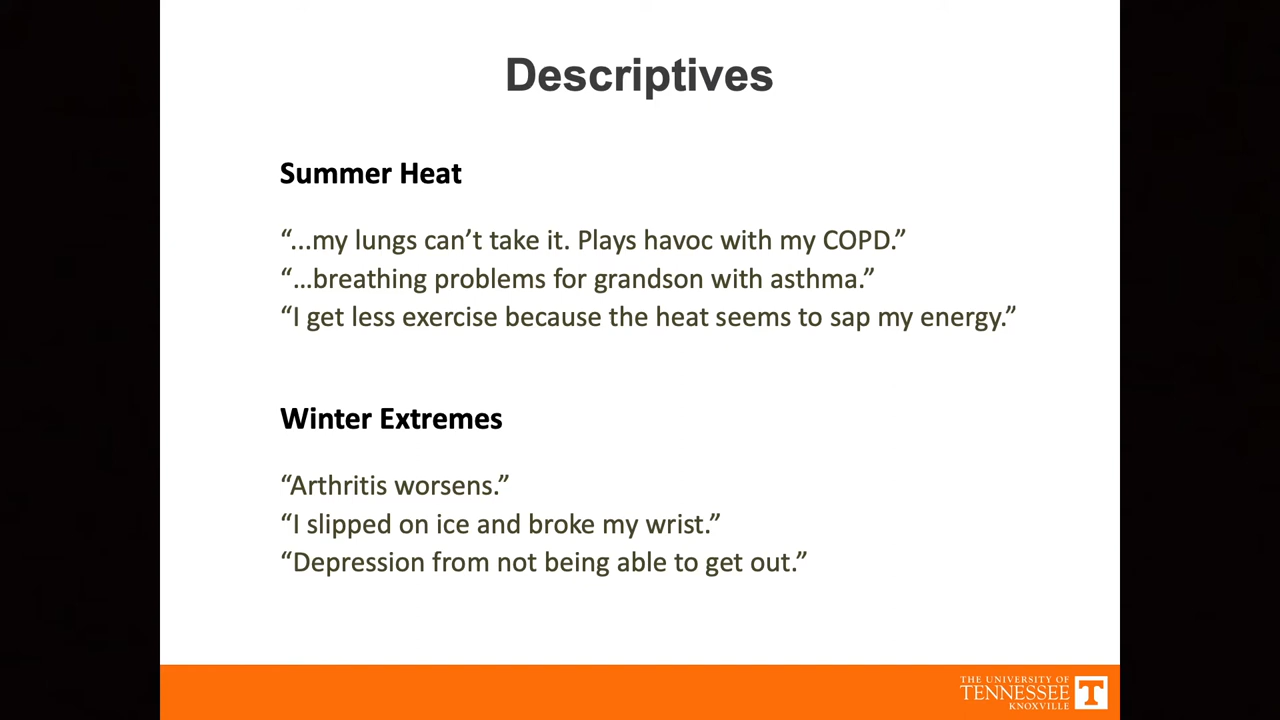 Descriptives
Summer Heat
“...my lungs can’t take it. Plays havoc with my COPD.”
“…breathing problems for grandson with asthma.”
“I get less exercise because the heat seems to sap my energy.”
Winter Extremes
“Arthritis worsens.”
“I slipped on ice and broke my wrist.”
“Depression from not being able to get out.”
THE UNIVERSITY OF
TENNESSEE
KNOXVILLE
T